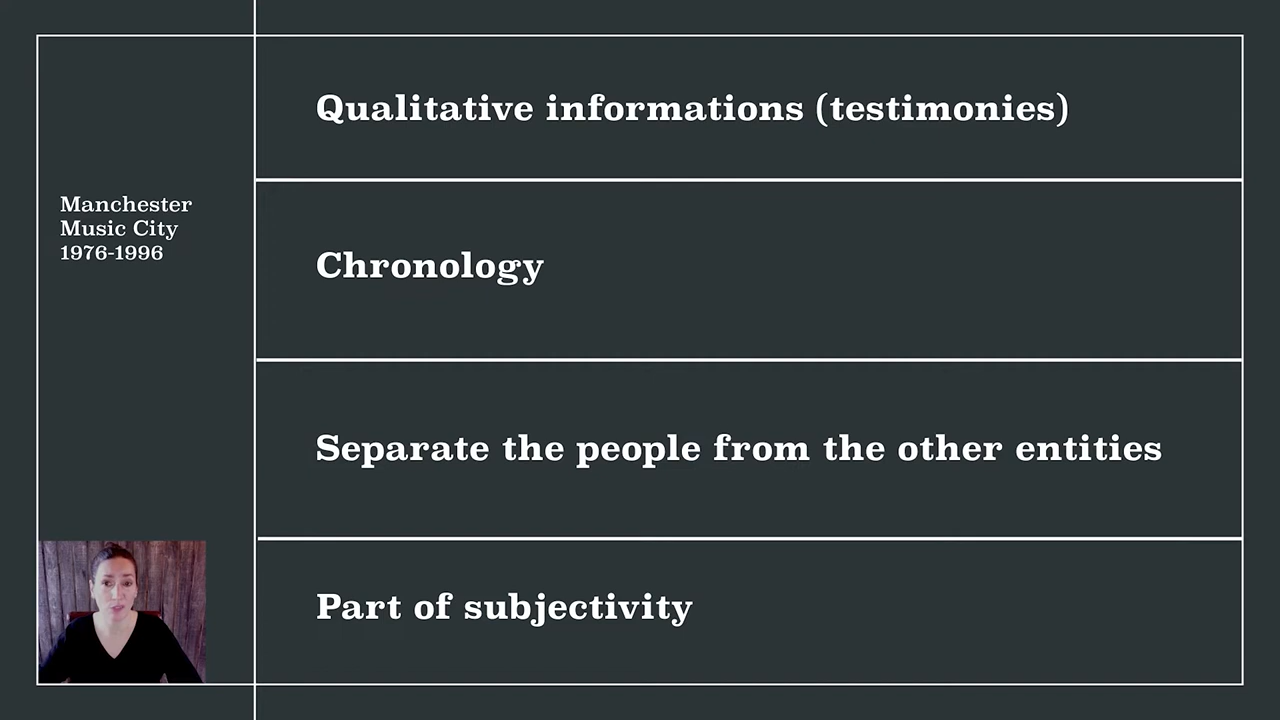 Manchester
Music City
1976-1996
Qualitative informations (testimonies)
Chronology
Separate the people from the other entities
Part of subjectivity